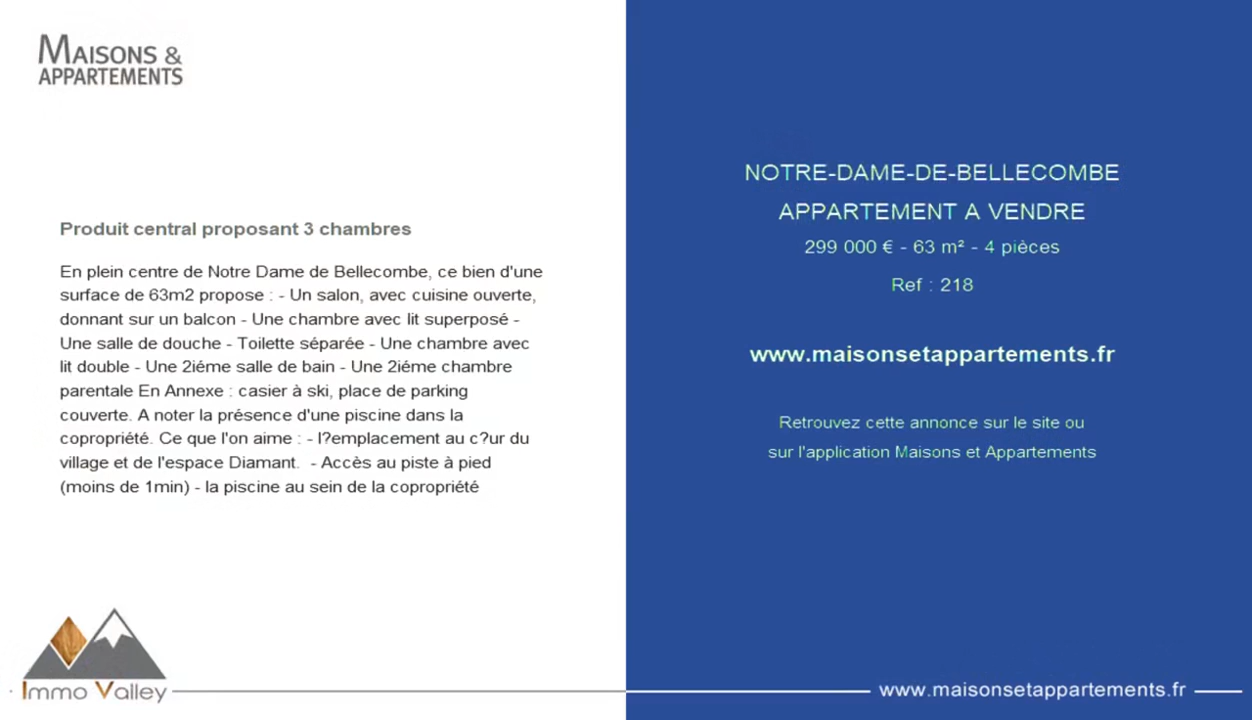 MAISONS &
APPARTEMENTS
Produit central proposant 3 chambres
En plein centre de Notre Dame de Bellecombe, ce bien d'une
surface de 63m2 propose : - Un salon, avec cuisine ouverte,
donnant sur un balcon - Une chambre avec lit superposé -
Une salle de douche - Toilette séparée - Une chambre avec
lit double - Une 2iéme salle de bain - Une 2iéme chambre
parentale En Annexe : casier à ski, place de parking
couverte. A noter la présence d'une piscine dans la
copropriété. Ce que l'on aime : - l?emplacement au c?ur du
village et de l'espace Diamant.  - Accès au piste à pied
(moins de 1min) - la piscine au sein de la copropriété
Immo Valley
NOTRE-DAME-DE-BELLECOMBE
APPARTEMENT A VENDRE
299 000 € - 63 m² - 4 pièces
Ref : 218
www.maisonsetappartements.fr
Retrouvez cette annonce sur le site ou
sur l'application Maisons et Appartements
www.maisonsetappartements.fr